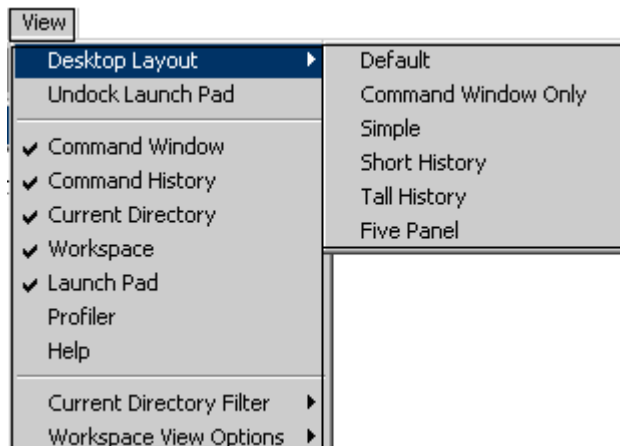 View
Desktop Layout
Undock Launch Pad
Command Window
Command History
Current Directory
Workspace
Launch Pad
Profiler
Help
Current Directory Filter
Workspace View Options
Default
Command Window Only
Simple
Short History
Tall History
Five Panel